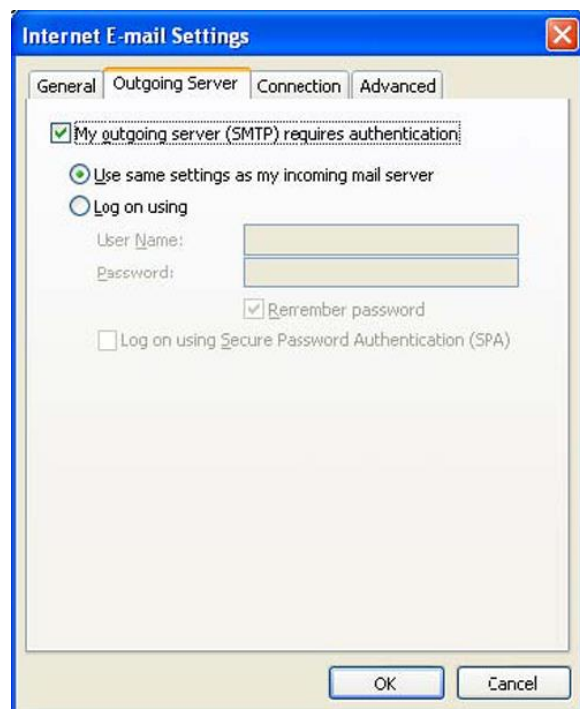 Internet E-mail Settings
General Outgoing Server Connection Advanced
My outgoing server (SMTP) requires authentication
Use same settings as my incoming mail server
Log on using
User Name:
Password:
Remember password
Log on using Secure Password Authentication (SPA)
OK Cancel